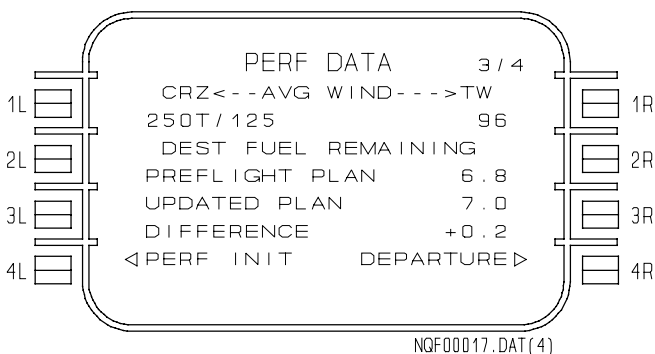 PERF DATA 3/4
CRZ<--AVG WIND--->TW
1L 1R
250T/125 96
DEST FUEL REMAINING
2L 2R
PREFLIGHT PLAN 6.8
UPDATED PLAN 7.0
3L 3R
DIFFERENCE +0.2
◁PERF INIT DEPARTURE▷
4L 4R
NQF00017.DAT(4)